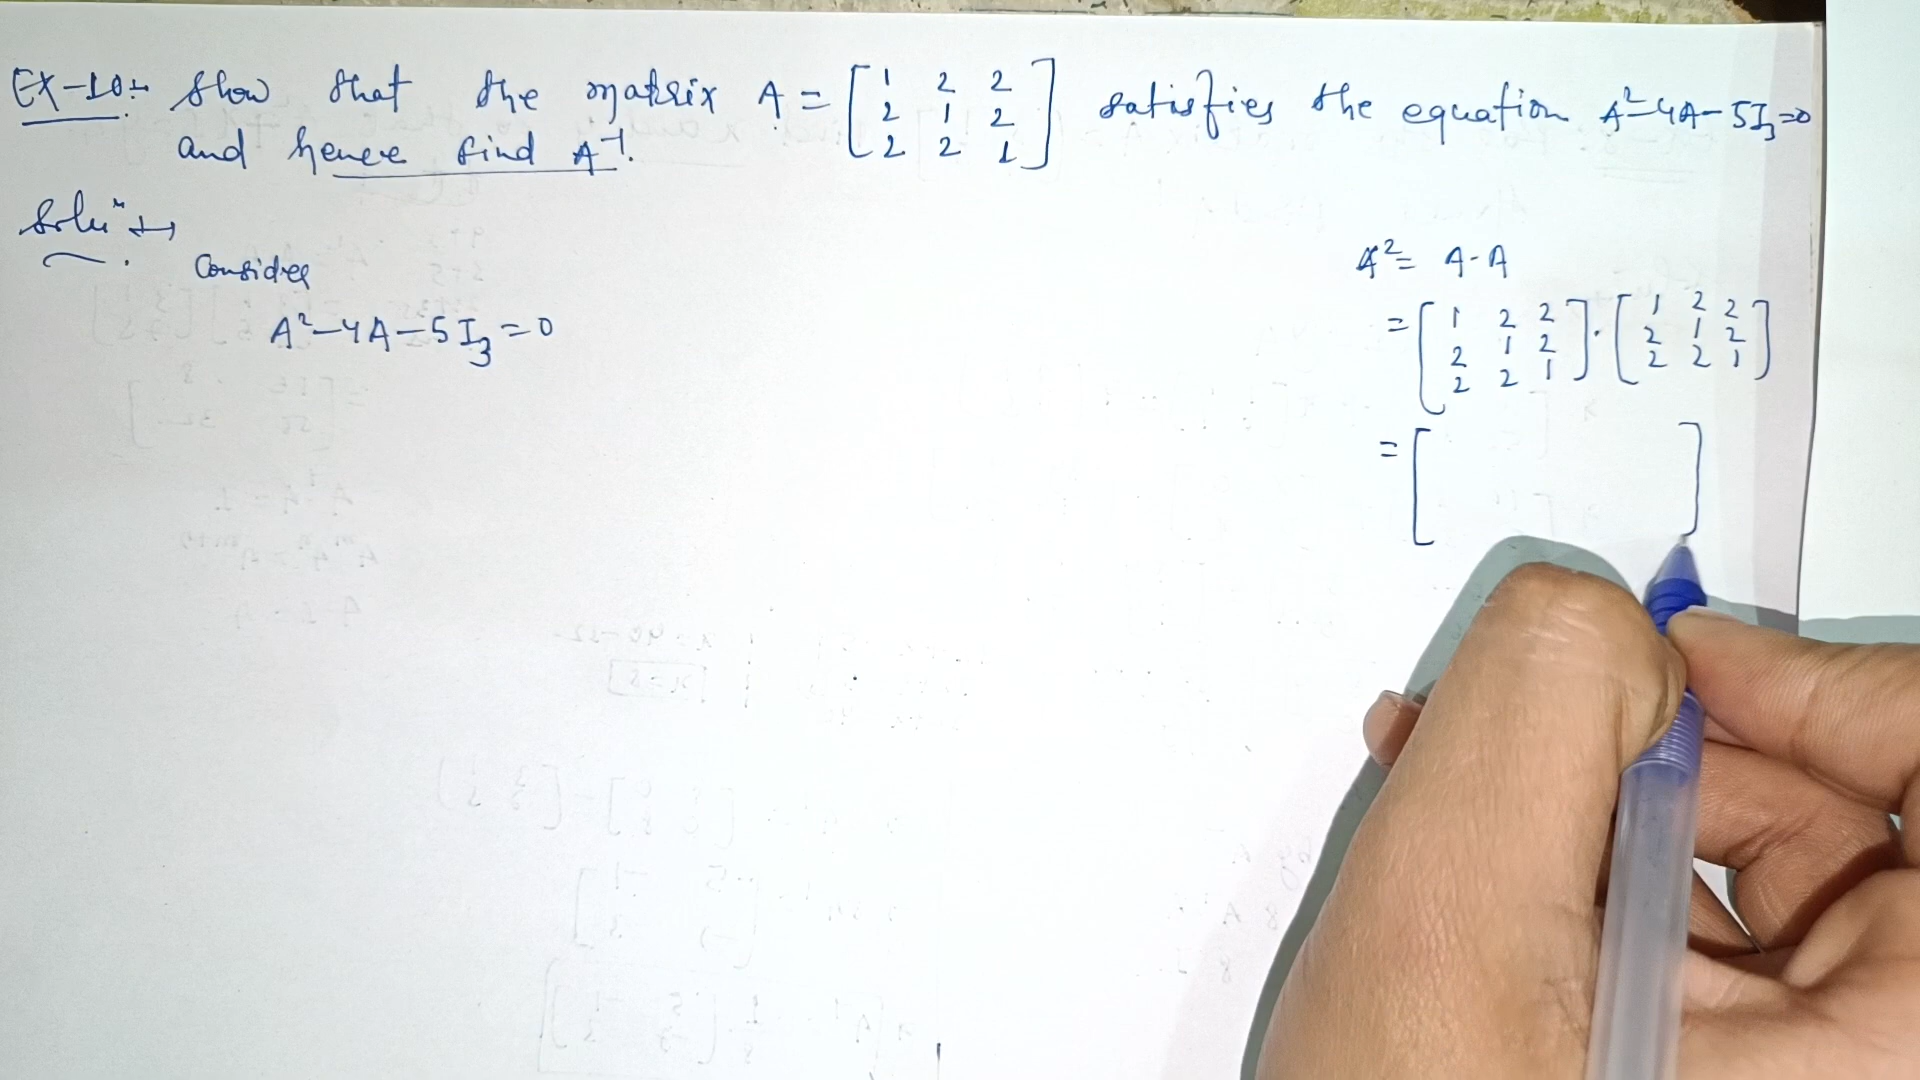 EX-10:- Show that the matrix A = [ 1 2 2 satisfies the equation A²-4A-5I₃=0
2 1 2
2 2 1 ]
and hence find A⁻¹.
Soluⁿ →
Consider
A²-4A-5I₃=0
A² = A·A
= [ 1 2 2 ] · [ 1 2 2 ]
2 1 2 2 1 2
2 2 1 2 2 1
= [ ]